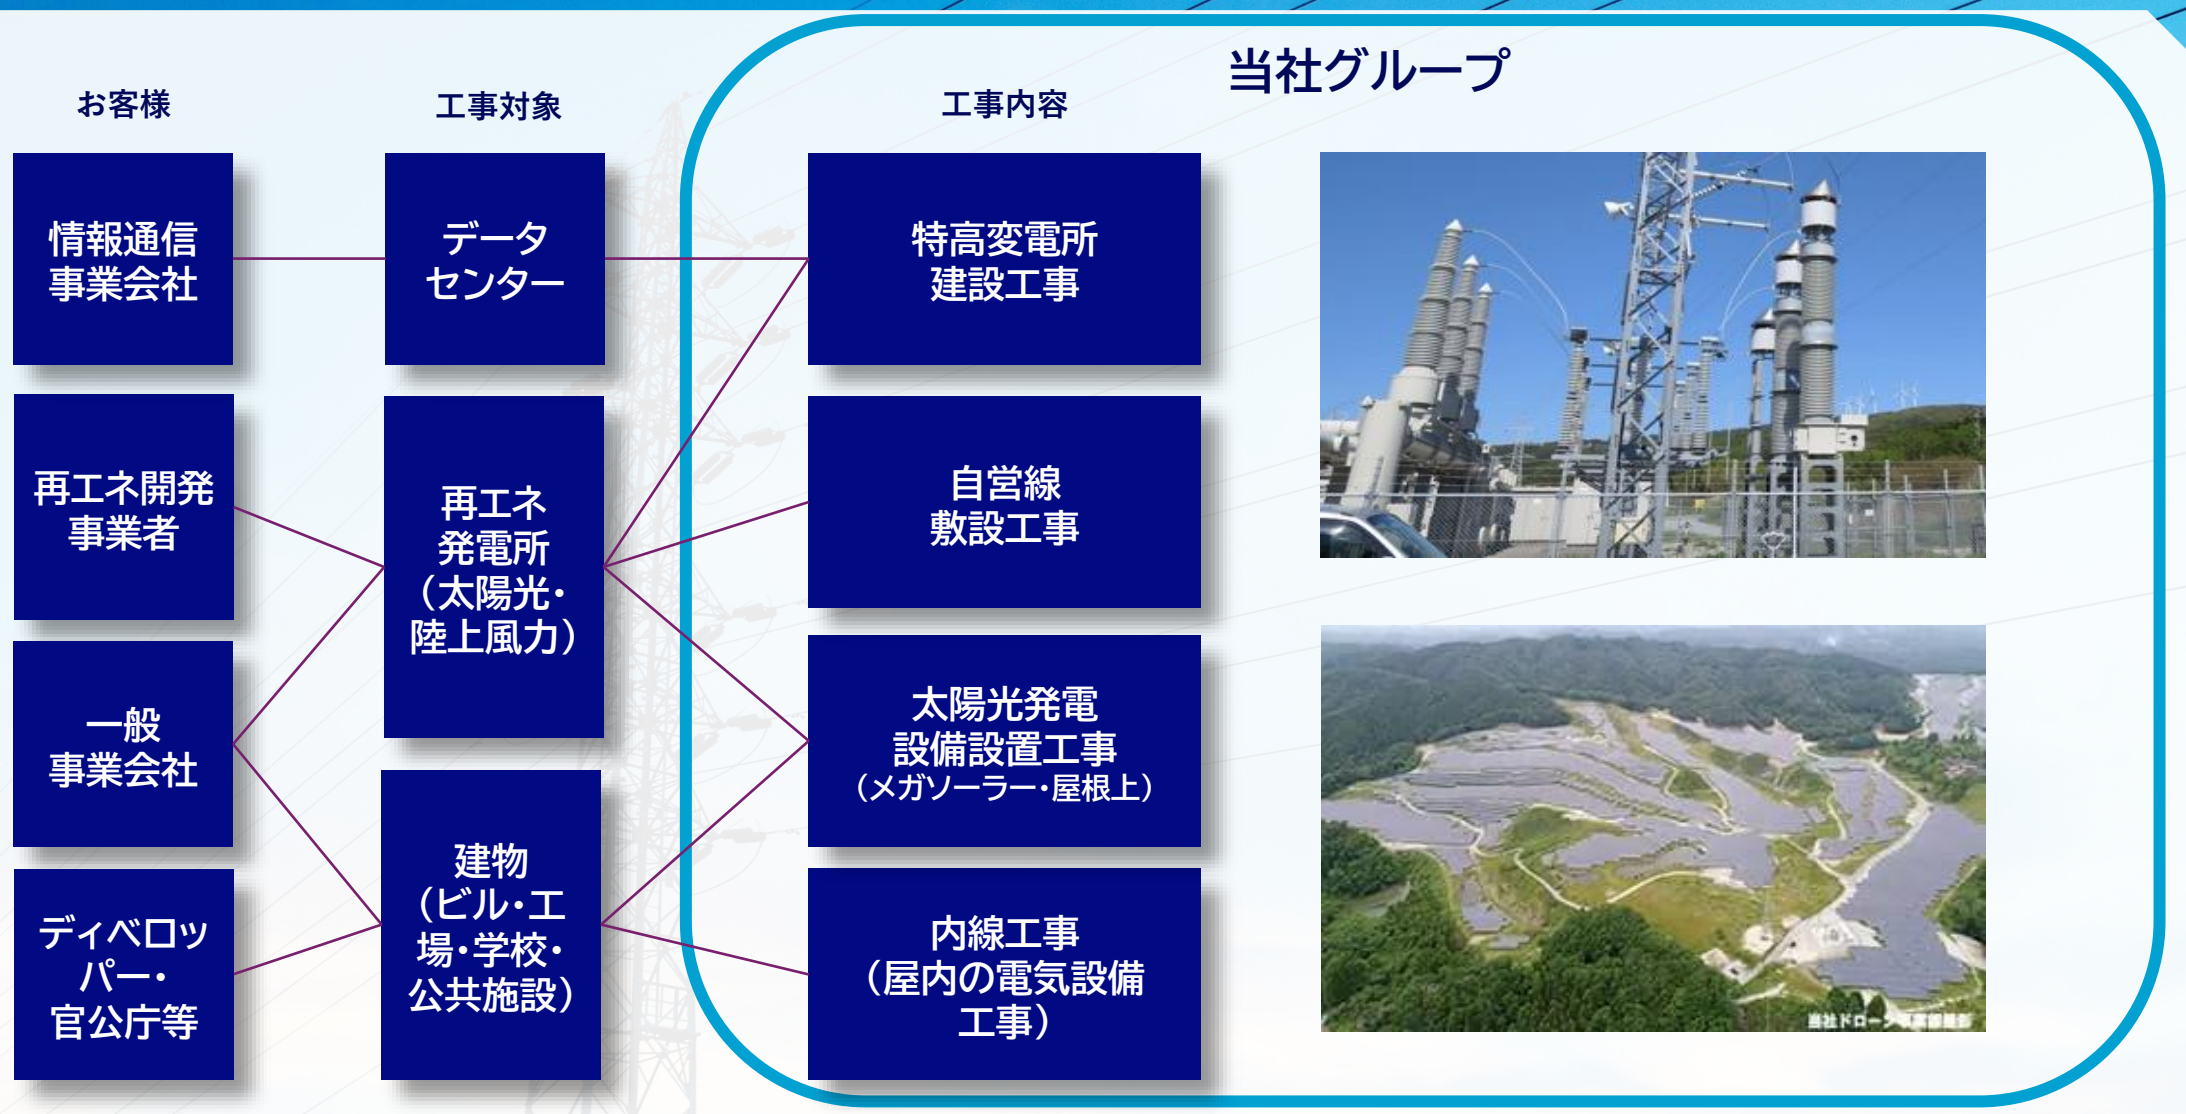 当社グループ
お客様
工事対象
工事内容
情報通信
事業会社
データ
センター
特高変電所
建設工事
再エネ開発
事業者
再エネ
発電所
（太陽光・
陸上風力）
自営線
敷設工事
一般
事業会社
太陽光発電
設備設置工事
（メガソーラー・屋根上）
ディベロッ
パー・
官公庁等
建物
（ビル・工
場・学校・
公共施設）
内線工事
（屋内の電気設備
工事）
当社ドローン事業部撮影